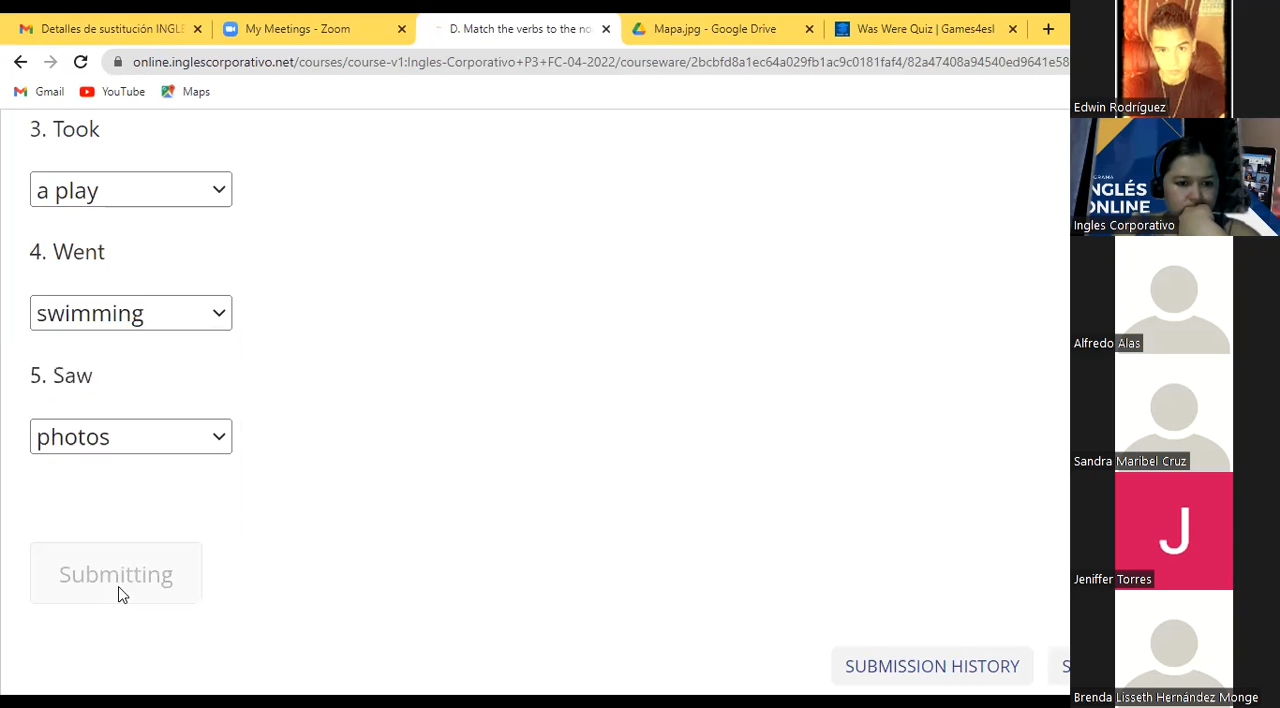 Detalles de sustitución INGLE
My Meetings - Zoom
D. Match the verbs to the no
Mapa.jpg - Google Drive
Was Were Quiz | Games4esl
online.inglescorporativo.net/courses/course-v1:Ingles-Corporativo+P3+FC-04-2022/courseware/2bcbfd8a1ec64a029fb1ac9c0181faf4/82a47408a94540ed9641e58
Gmail
YouTube
Maps
3. Took
a play
4. Went
swimming
5. Saw
photos
Submitting
SUBMISSION HISTORY
S
Edwin Rodríguez
INGLÉS
ONLINE
Ingles Corporativo
Alfredo Alas
Sandra Maribel Cruz
J
Jeniffer Torres
Brenda Lisseth Hernández Monge